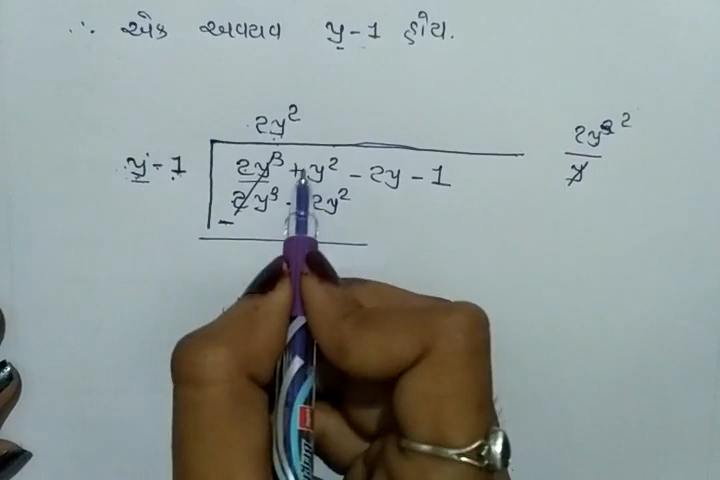 ∴ એક અવયવ y - 1 હોય.
2y²
y - 1 2y³ + y² - 2y - 1
2y³ - 2y²
-
2y³ 2
y